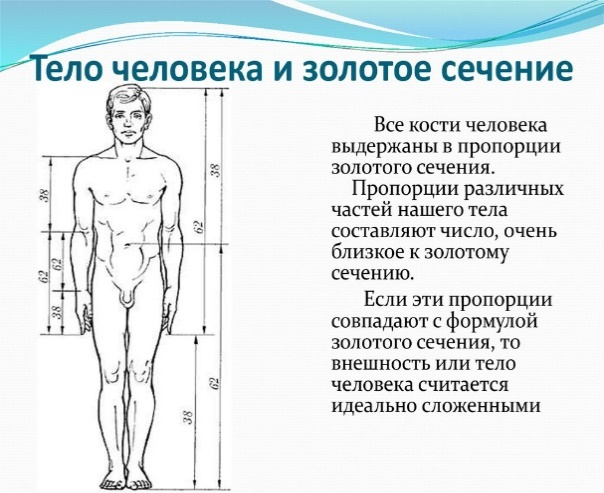 Тело человека и золотое сечение
Все кости человека
выдержаны в пропорции
золотого сечения.
Пропорции различных
частей нашего тела
составляют число, очень
близкое к золотому
сечению.
Если эти пропорции
совпадают с формулой
золотого сечения, то
внешность или тело
человека считается
идеально сложенными
38
38
62
62
62
38
62
38